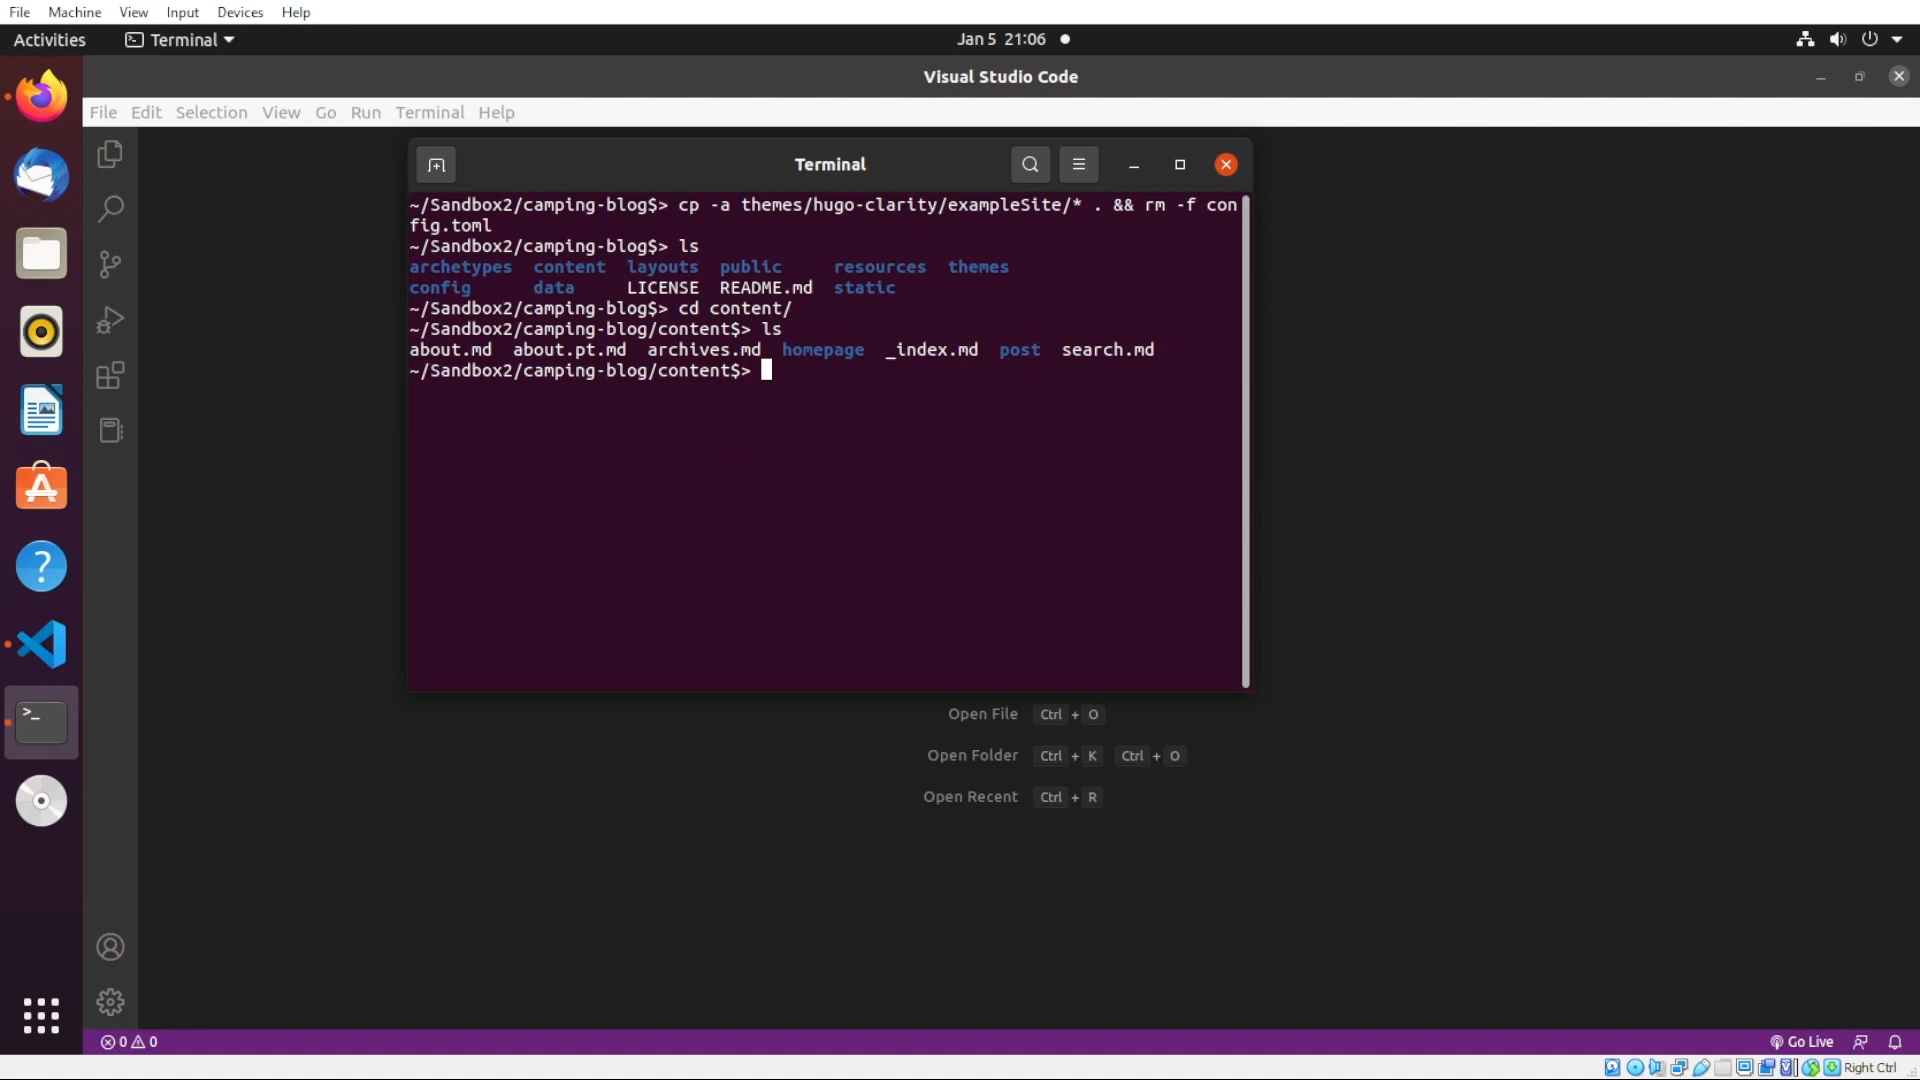 File Machine View Input Devices Help
Activities Terminal Jan 5 21:06
Visual Studio Code
File Edit Selection View Go Run Terminal Help
Terminal
~/Sandbox2/camping-blog$> cp -a themes/hugo-clarity/exampleSite/* . && rm -f con
fig.toml
~/Sandbox2/camping-blog$> ls
archetypes content layouts public resources themes
config data LICENSE README.md static
~/Sandbox2/camping-blog$> cd content/
~/Sandbox2/camping-blog/content$> ls
about.md about.pt.md archives.md homepage _index.md post search.md
~/Sandbox2/camping-blog/content$>
Open File Ctrl + O
Open Folder Ctrl + K Ctrl + O
Open Recent Ctrl + R
0 0 Go Live
Right Ctrl